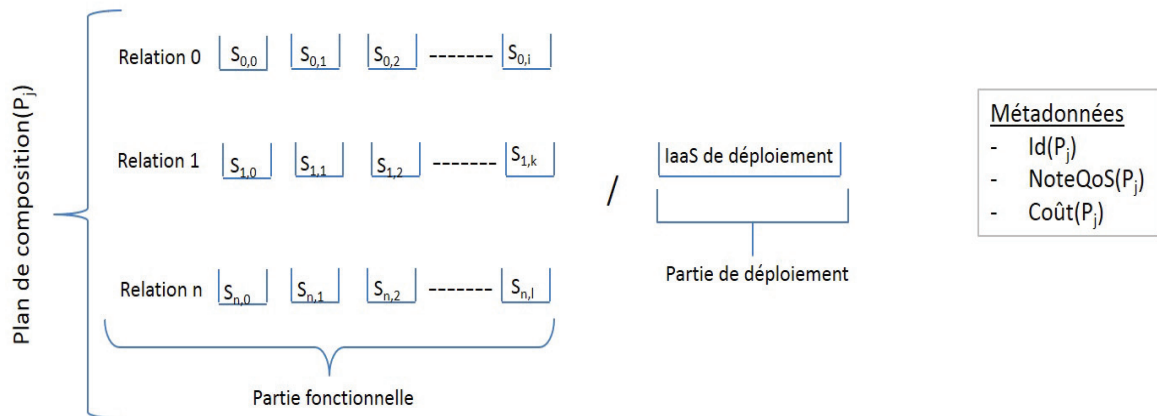 Plan de composition(Pj)
Relation 0 S0,0 S0,1 S0,2 ------- S0,i
Relation 1 S1,0 S1,1 S1,2 ------- S1,k
Relation n Sn,0 Sn,1 Sn,2 ------- Sn,l
Partie fonctionnelle
/
IaaS de déploiement
Partie de déploiement
Métadonnées
- Id(Pj)
- NoteQoS(Pj)
- Coût(Pj)